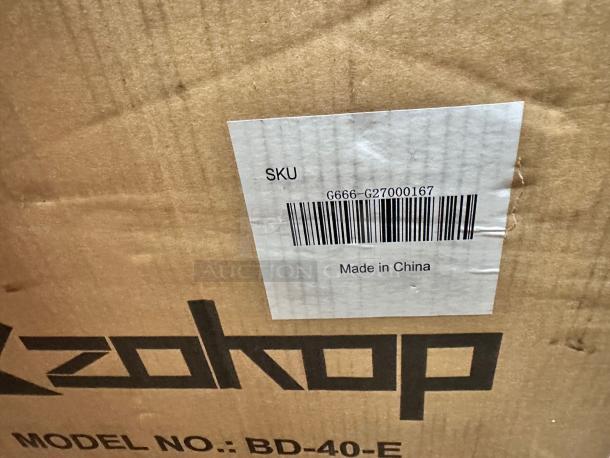 SKU
G666-G27000167
Made in China
zokop
MODEL NO.: BD-40-E